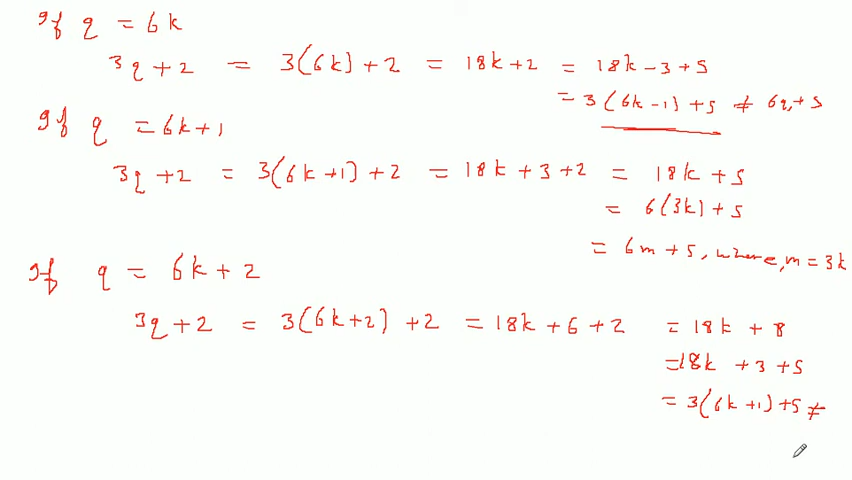 If q = 6k
3q + 2 = 3(6k) + 2 = 18k + 2 = 18k - 3 + 5
= 3(6k - 1) + 5 ≠ 6q + 5
If q = 6k + 1
3q + 2 = 3(6k + 1) + 2 = 18k + 3 + 2 = 18k + 5
= 6(3k) + 5
= 6m + 5, where, m = 3k
If q = 6k + 2
3q + 2 = 3(6k + 2) + 2 = 18k + 6 + 2 = 18k + 8
= 18k + 3 + 5
= 3(6k + 1) + 5 ≠